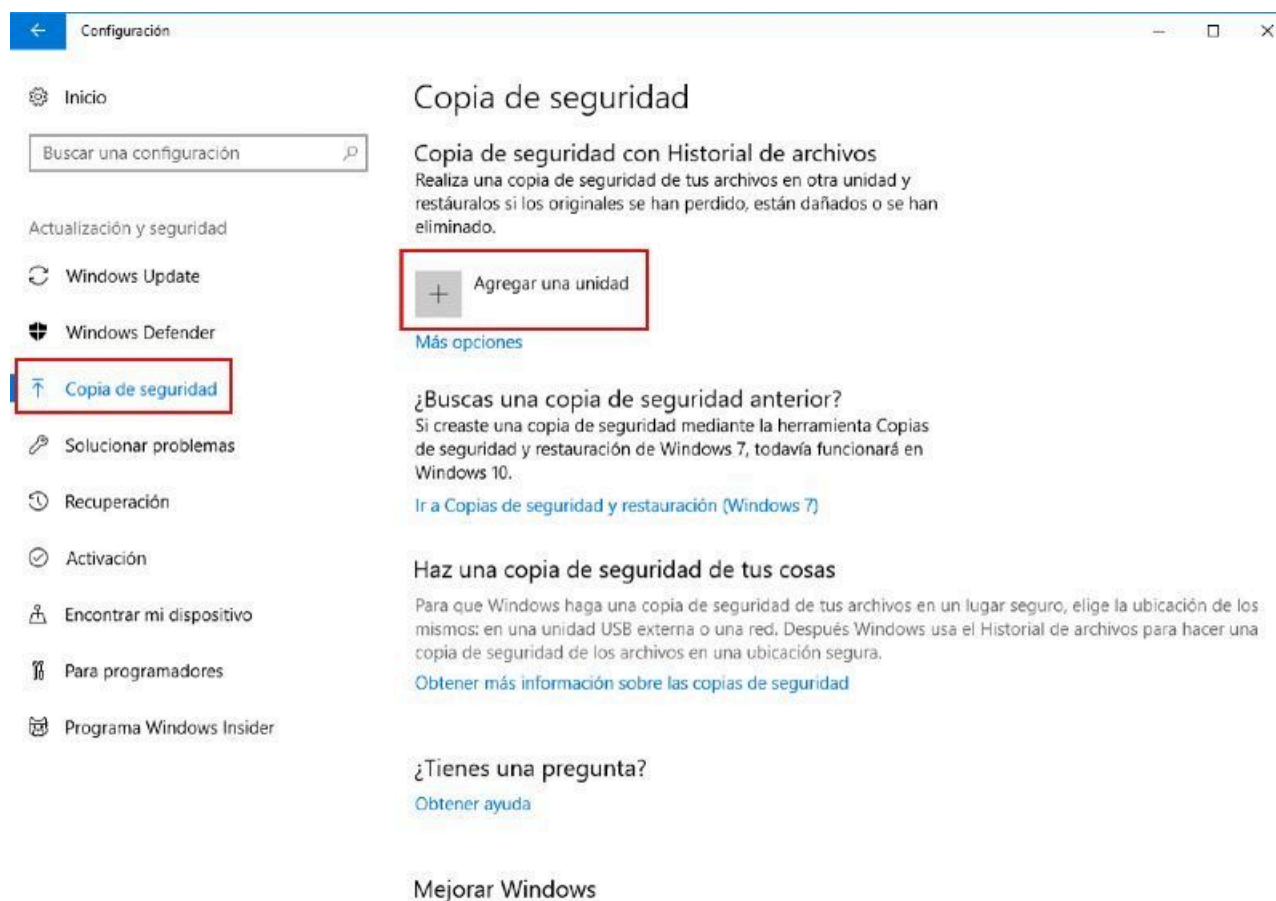 Configuración
Inicio
Buscar una configuración
Actualización y seguridad
Windows Update
Windows Defender
Copia de seguridad
Solucionar problemas
Recuperación
Activación
Encontrar mi dispositivo
Para programadores
Programa Windows Insider
Copia de seguridad
Copia de seguridad con Historial de archivos
Realiza una copia de seguridad de tus archivos en otra unidad y
restáuralos si los originales se han perdido, están dañados o se han
eliminado.
Agregar una unidad
Más opciones
¿Buscas una copia de seguridad anterior?
Si creaste una copia de seguridad mediante la herramienta Copias
de seguridad y restauración de Windows 7, todavía funcionará en
Windows 10.
Ir a Copias de seguridad y restauración (Windows 7)
Haz una copia de seguridad de tus cosas
Para que Windows haga una copia de seguridad de tus archivos en un lugar seguro, elige la ubicación de los
mismos: en una unidad USB externa o una red. Después Windows usa el Historial de archivos para hacer una
copia de seguridad de los archivos en una ubicación segura.
Obtener más información sobre las copias de seguridad
¿Tienes una pregunta?
Obtener ayuda
Mejorar Windows